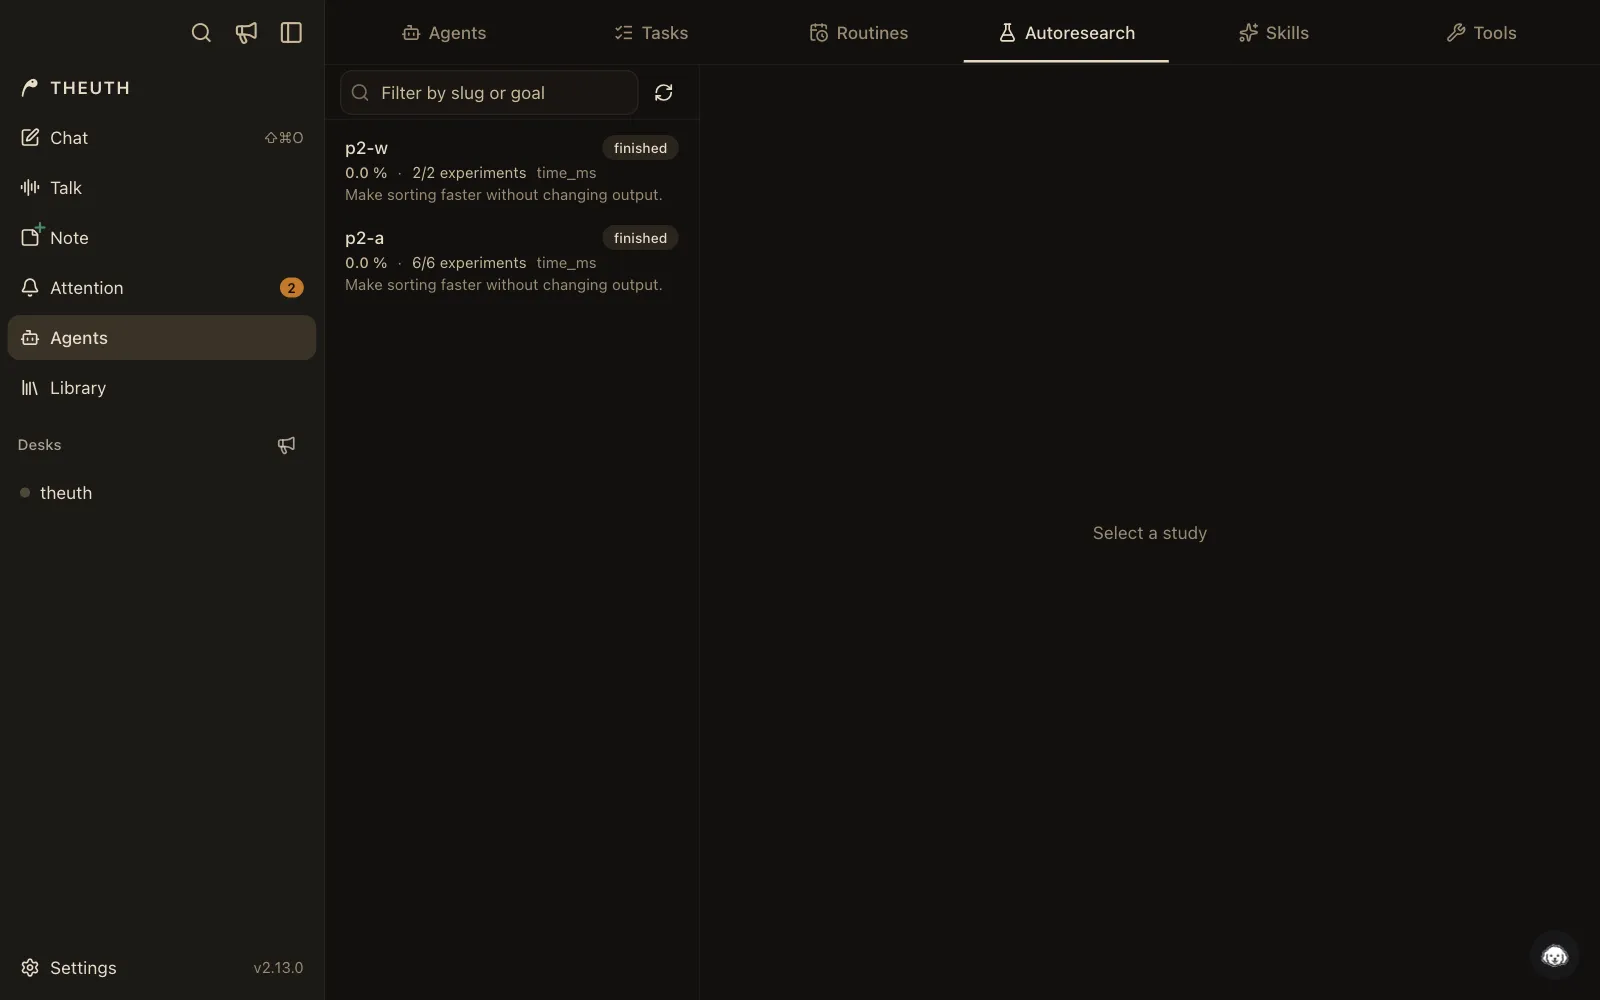 THEUTH
Chat ⇧⌘O
Talk
Note
Attention 2
Agents
Library
Desks
theuth
Settings v2.13.0
Agents Tasks Routines Autoresearch Skills Tools
Filter by slug or goal
p2-w finished
0.0 % · 2/2 experiments time_ms
Make sorting faster without changing output.
p2-a finished
0.0 % · 6/6 experiments time_ms
Make sorting faster without changing output.
Select a study